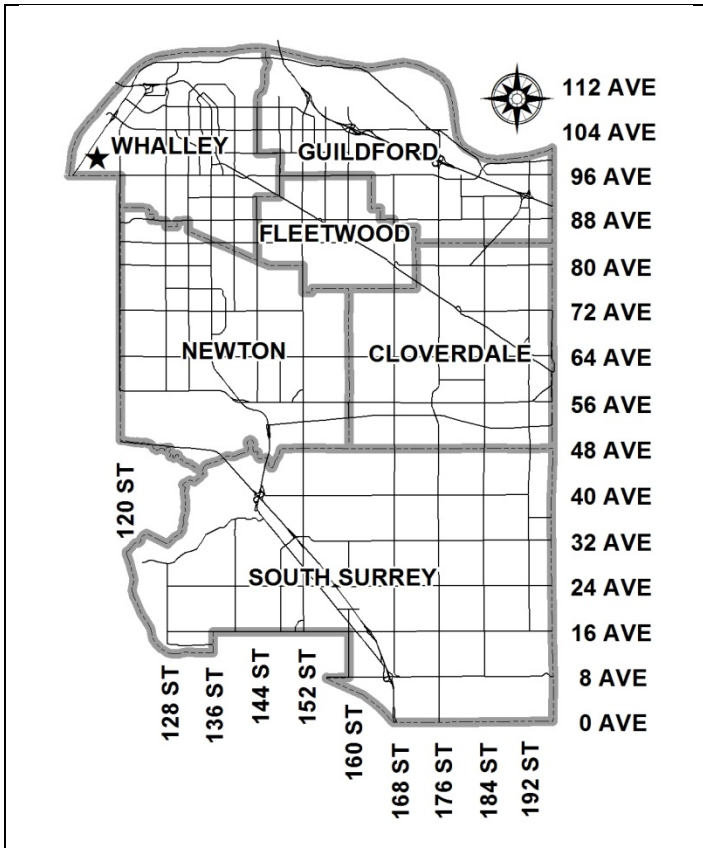 112 AVE
104 AVE
WHALLEY
GUILDFORD
96 AVE
88 AVE
FLEETWOOD
80 AVE
72 AVE
NEWTON
CLOVERDALE
64 AVE
56 AVE
48 AVE
120 ST
40 AVE
32 AVE
SOUTH SURREY
24 AVE
16 AVE
128 ST
136 ST
144 ST
152 ST
160 ST
8 AVE
0 AVE
168 ST
176 ST
184 ST
192 ST